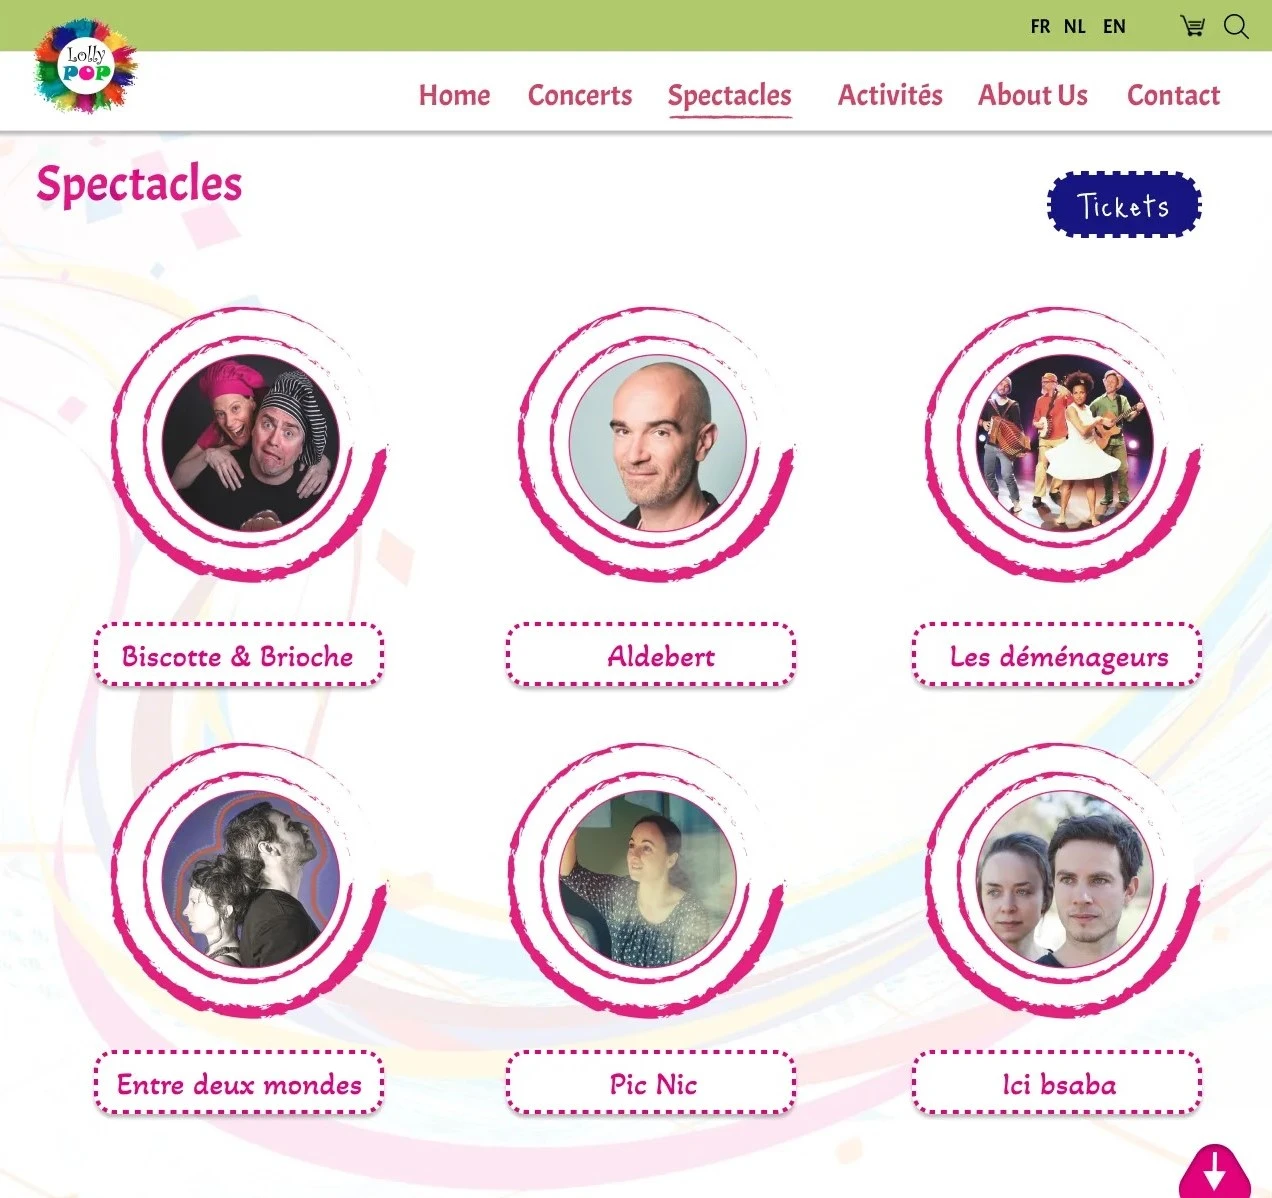 FR NL EN
Lolly
POP
Home Concerts Spectacles Activités About Us Contact
Spectacles
Tickets
Biscotte & Brioche Aldebert Les déménageurs
Entre deux mondes Pic Nic Ici bsaba